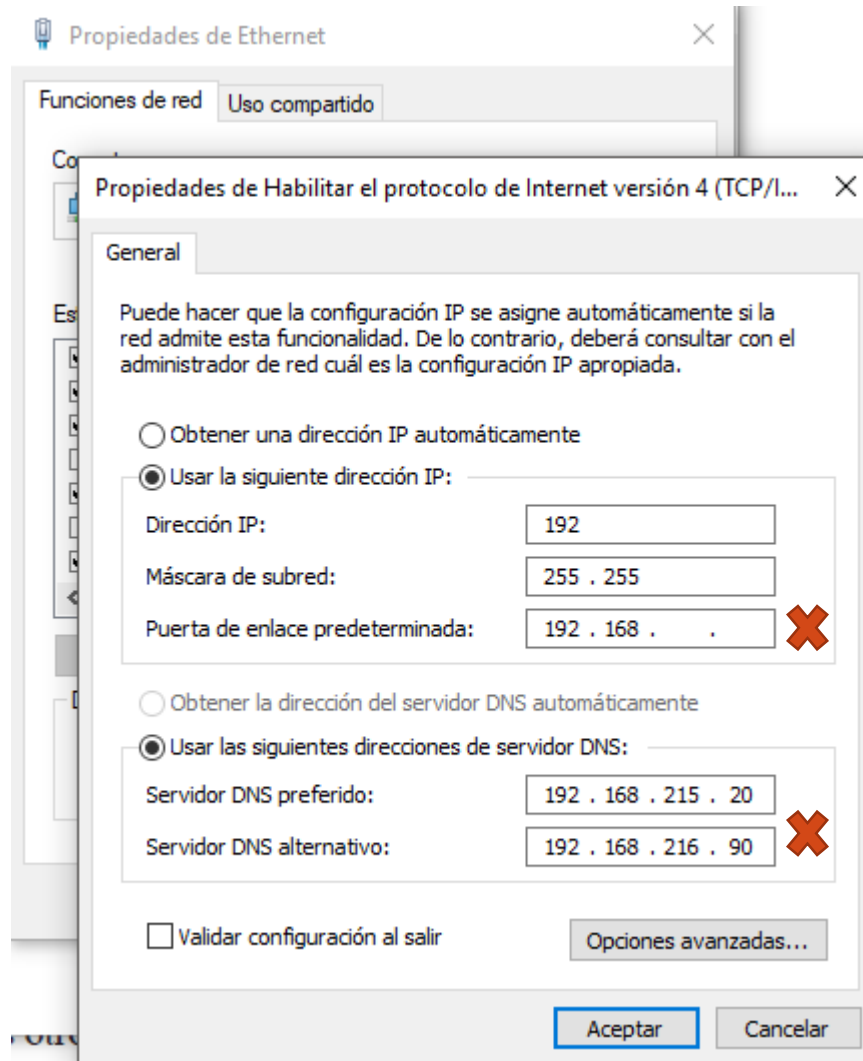 Propiedades de Ethernet
Funciones de red Uso compartido
Propiedades de Habilitar el protocolo de Internet versión 4 (TCP/I...
General
Puede hacer que la configuración IP se asigne automáticamente si la
red admite esta funcionalidad. De lo contrario, deberá consultar con el
administrador de red cuál es la configuración IP apropiada.
Obtener una dirección IP automáticamente
Usar la siguiente dirección IP:
Dirección IP: 192
Máscara de subred: 255 . 255
Puerta de enlace predeterminada: 192 . 168 . .
Obtener la dirección del servidor DNS automáticamente
Usar las siguientes direcciones de servidor DNS:
Servidor DNS preferido: 192 . 168 . 215 . 20
Servidor DNS alternativo: 192 . 168 . 216 . 90
Validar configuración al salir
Opciones avanzadas...
Aceptar Cancelar